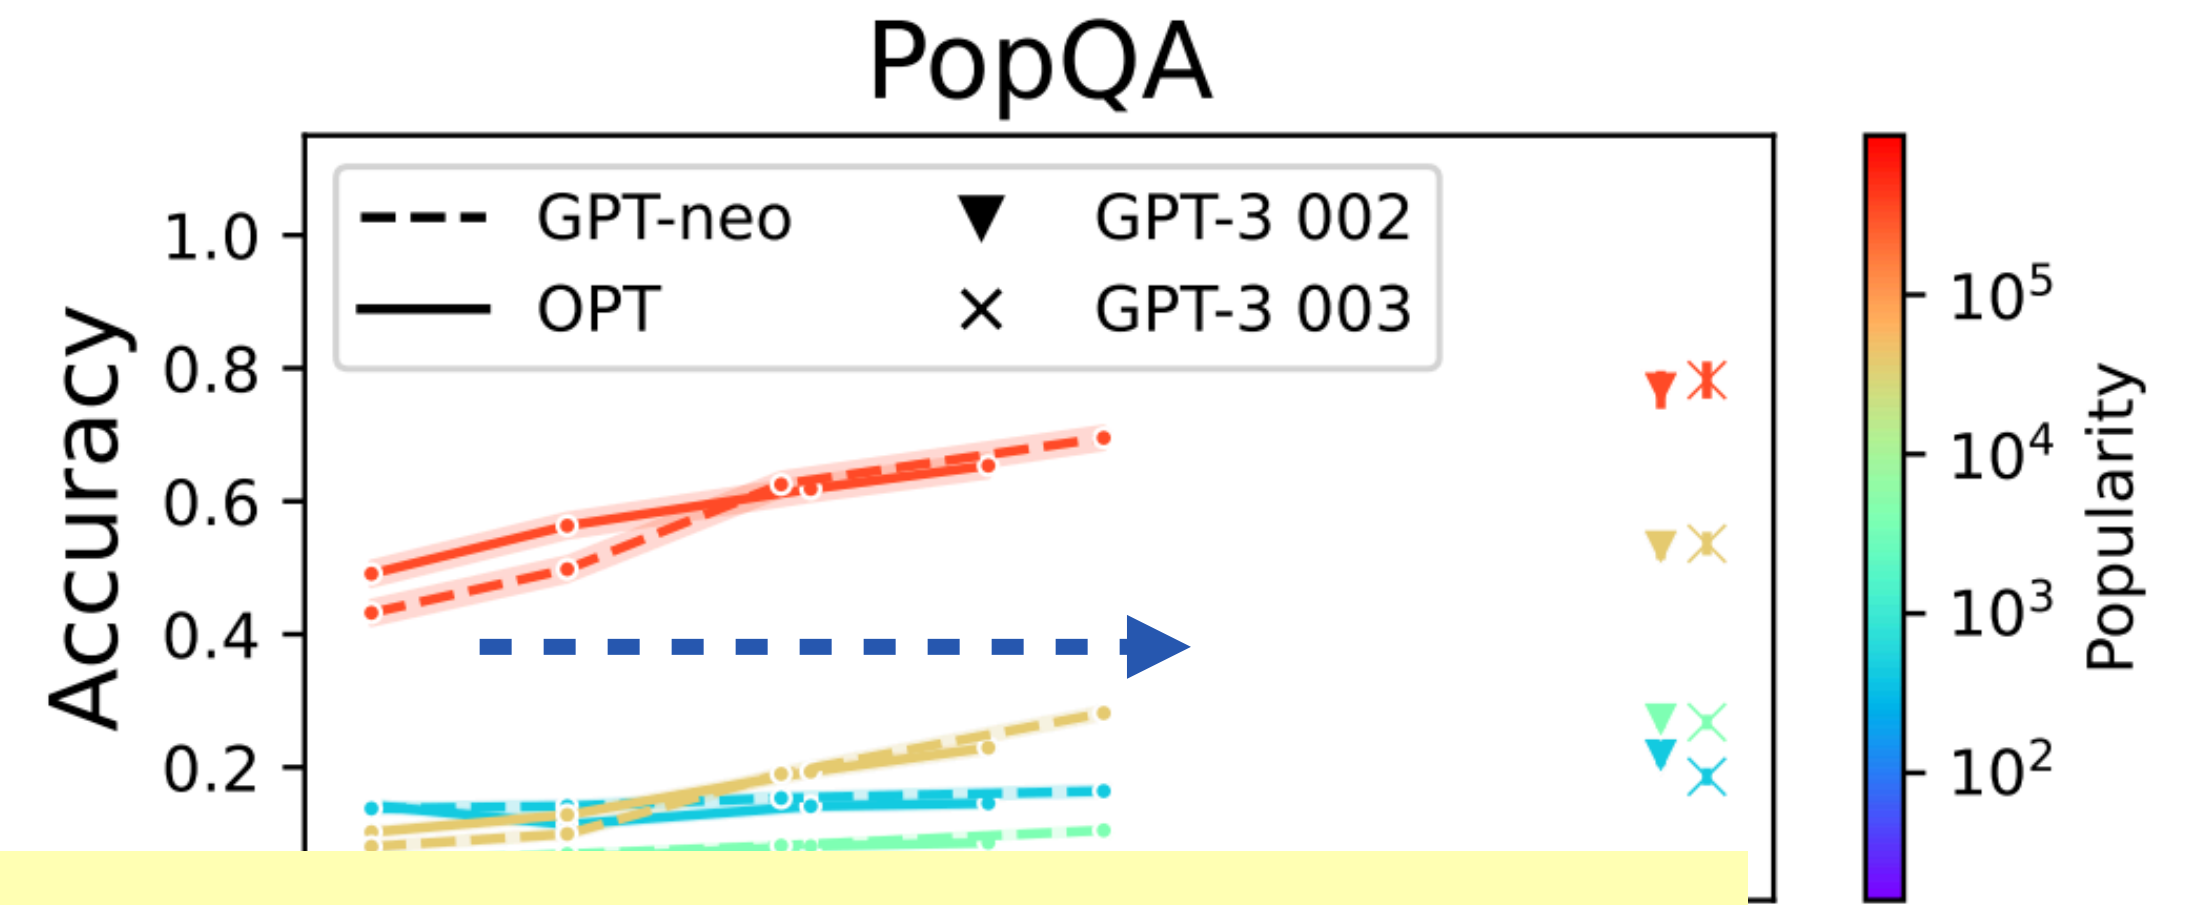 PopQA
GPT-neo
OPT
GPT-3 002
GPT-3 003
Accuracy
1.0
0.8
0.6
0.4
0.2
10⁵
10⁴
10³
10²
Popularity